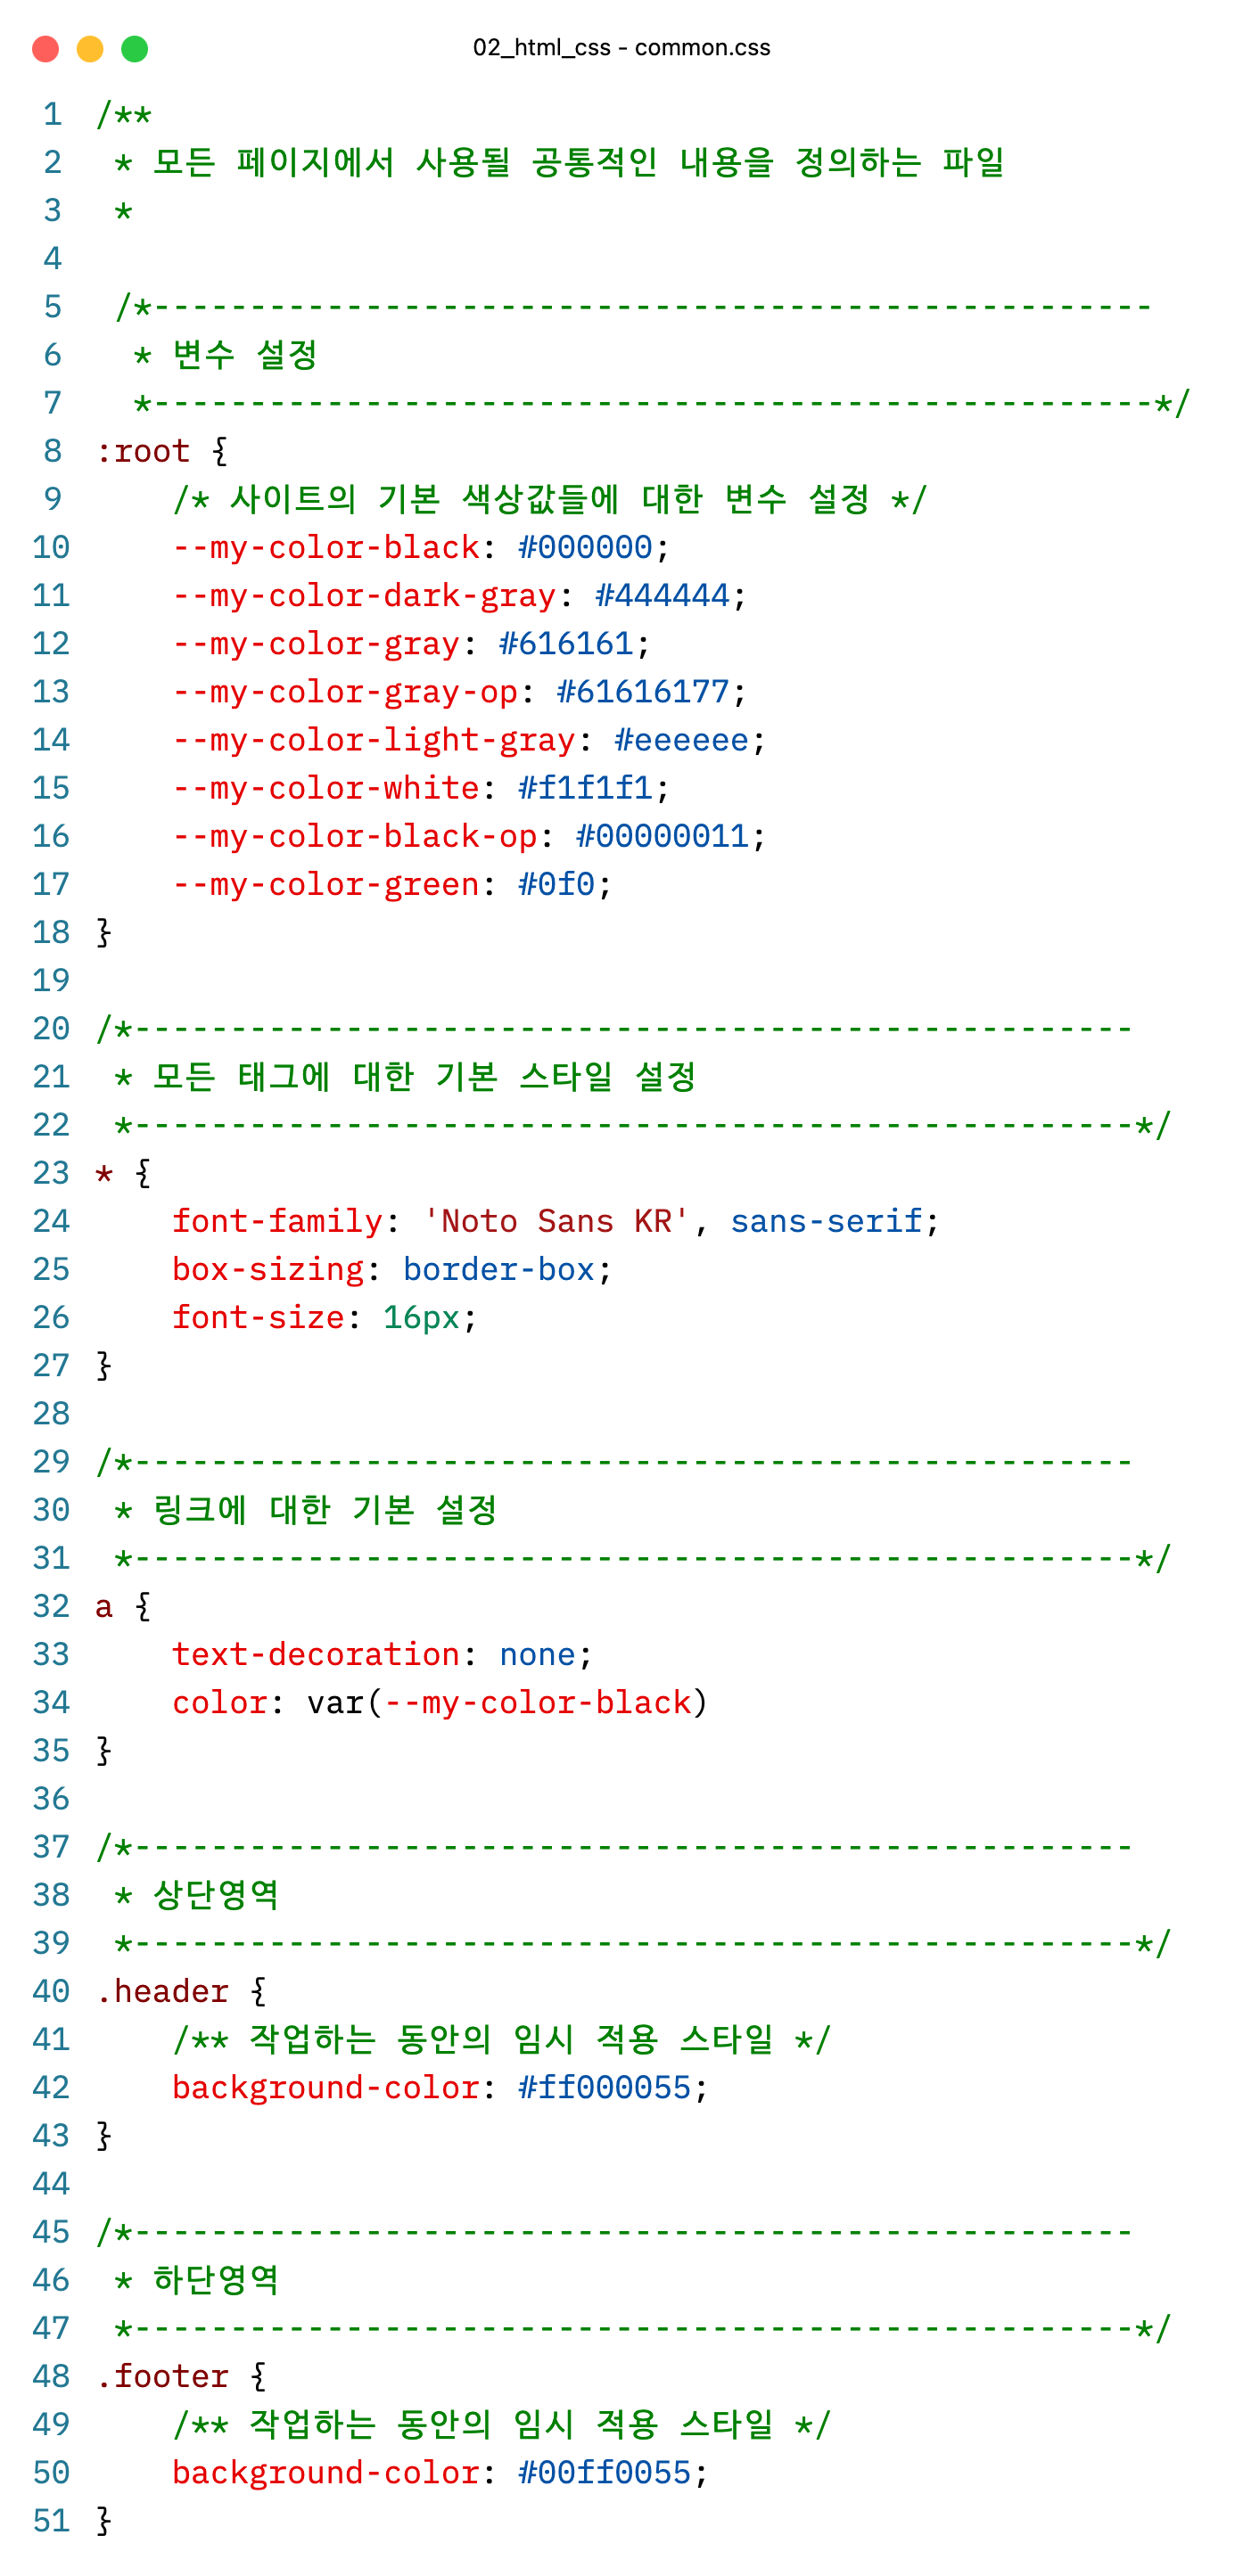 02_html_css - common.css
1 /**
2  * 모든 페이지에서 사용될 공통적인 내용을 정의하는 파일
3  *
4
5  /*----------------------------------------------------
6   * 변수 설정
7   *----------------------------------------------------*/
8 :root {
9     /* 사이트의 기본 색상값들에 대한 변수 설정 */
10     --my-color-black: #000000;
11     --my-color-dark-gray: #444444;
12     --my-color-gray: #616161;
13     --my-color-gray-op: #61616177;
14     --my-color-light-gray: #eeeeee;
15     --my-color-white: #f1f1f1;
16     --my-color-black-op: #00000011;
17     --my-color-green: #0f0;
18 }
19
20 /*----------------------------------------------------
21  * 모든 태그에 대한 기본 스타일 설정
22  *----------------------------------------------------*/
23 * {
24     font-family: 'Noto Sans KR', sans-serif;
25     box-sizing: border-box;
26     font-size: 16px;
27 }
28
29 /*----------------------------------------------------
30  * 링크에 대한 기본 설정
31  *----------------------------------------------------*/
32 a {
33     text-decoration: none;
34     color: var(--my-color-black)
35 }
36
37 /*----------------------------------------------------
38  * 상단영역
39  *----------------------------------------------------*/
40 .header {
41     /** 작업하는 동안의 임시 적용 스타일 */
42     background-color: #ff000055;
43 }
44
45 /*----------------------------------------------------
46  * 하단영역
47  *----------------------------------------------------*/
48 .footer {
49     /** 작업하는 동안의 임시 적용 스타일 */
50     background-color: #00ff0055;
51 }